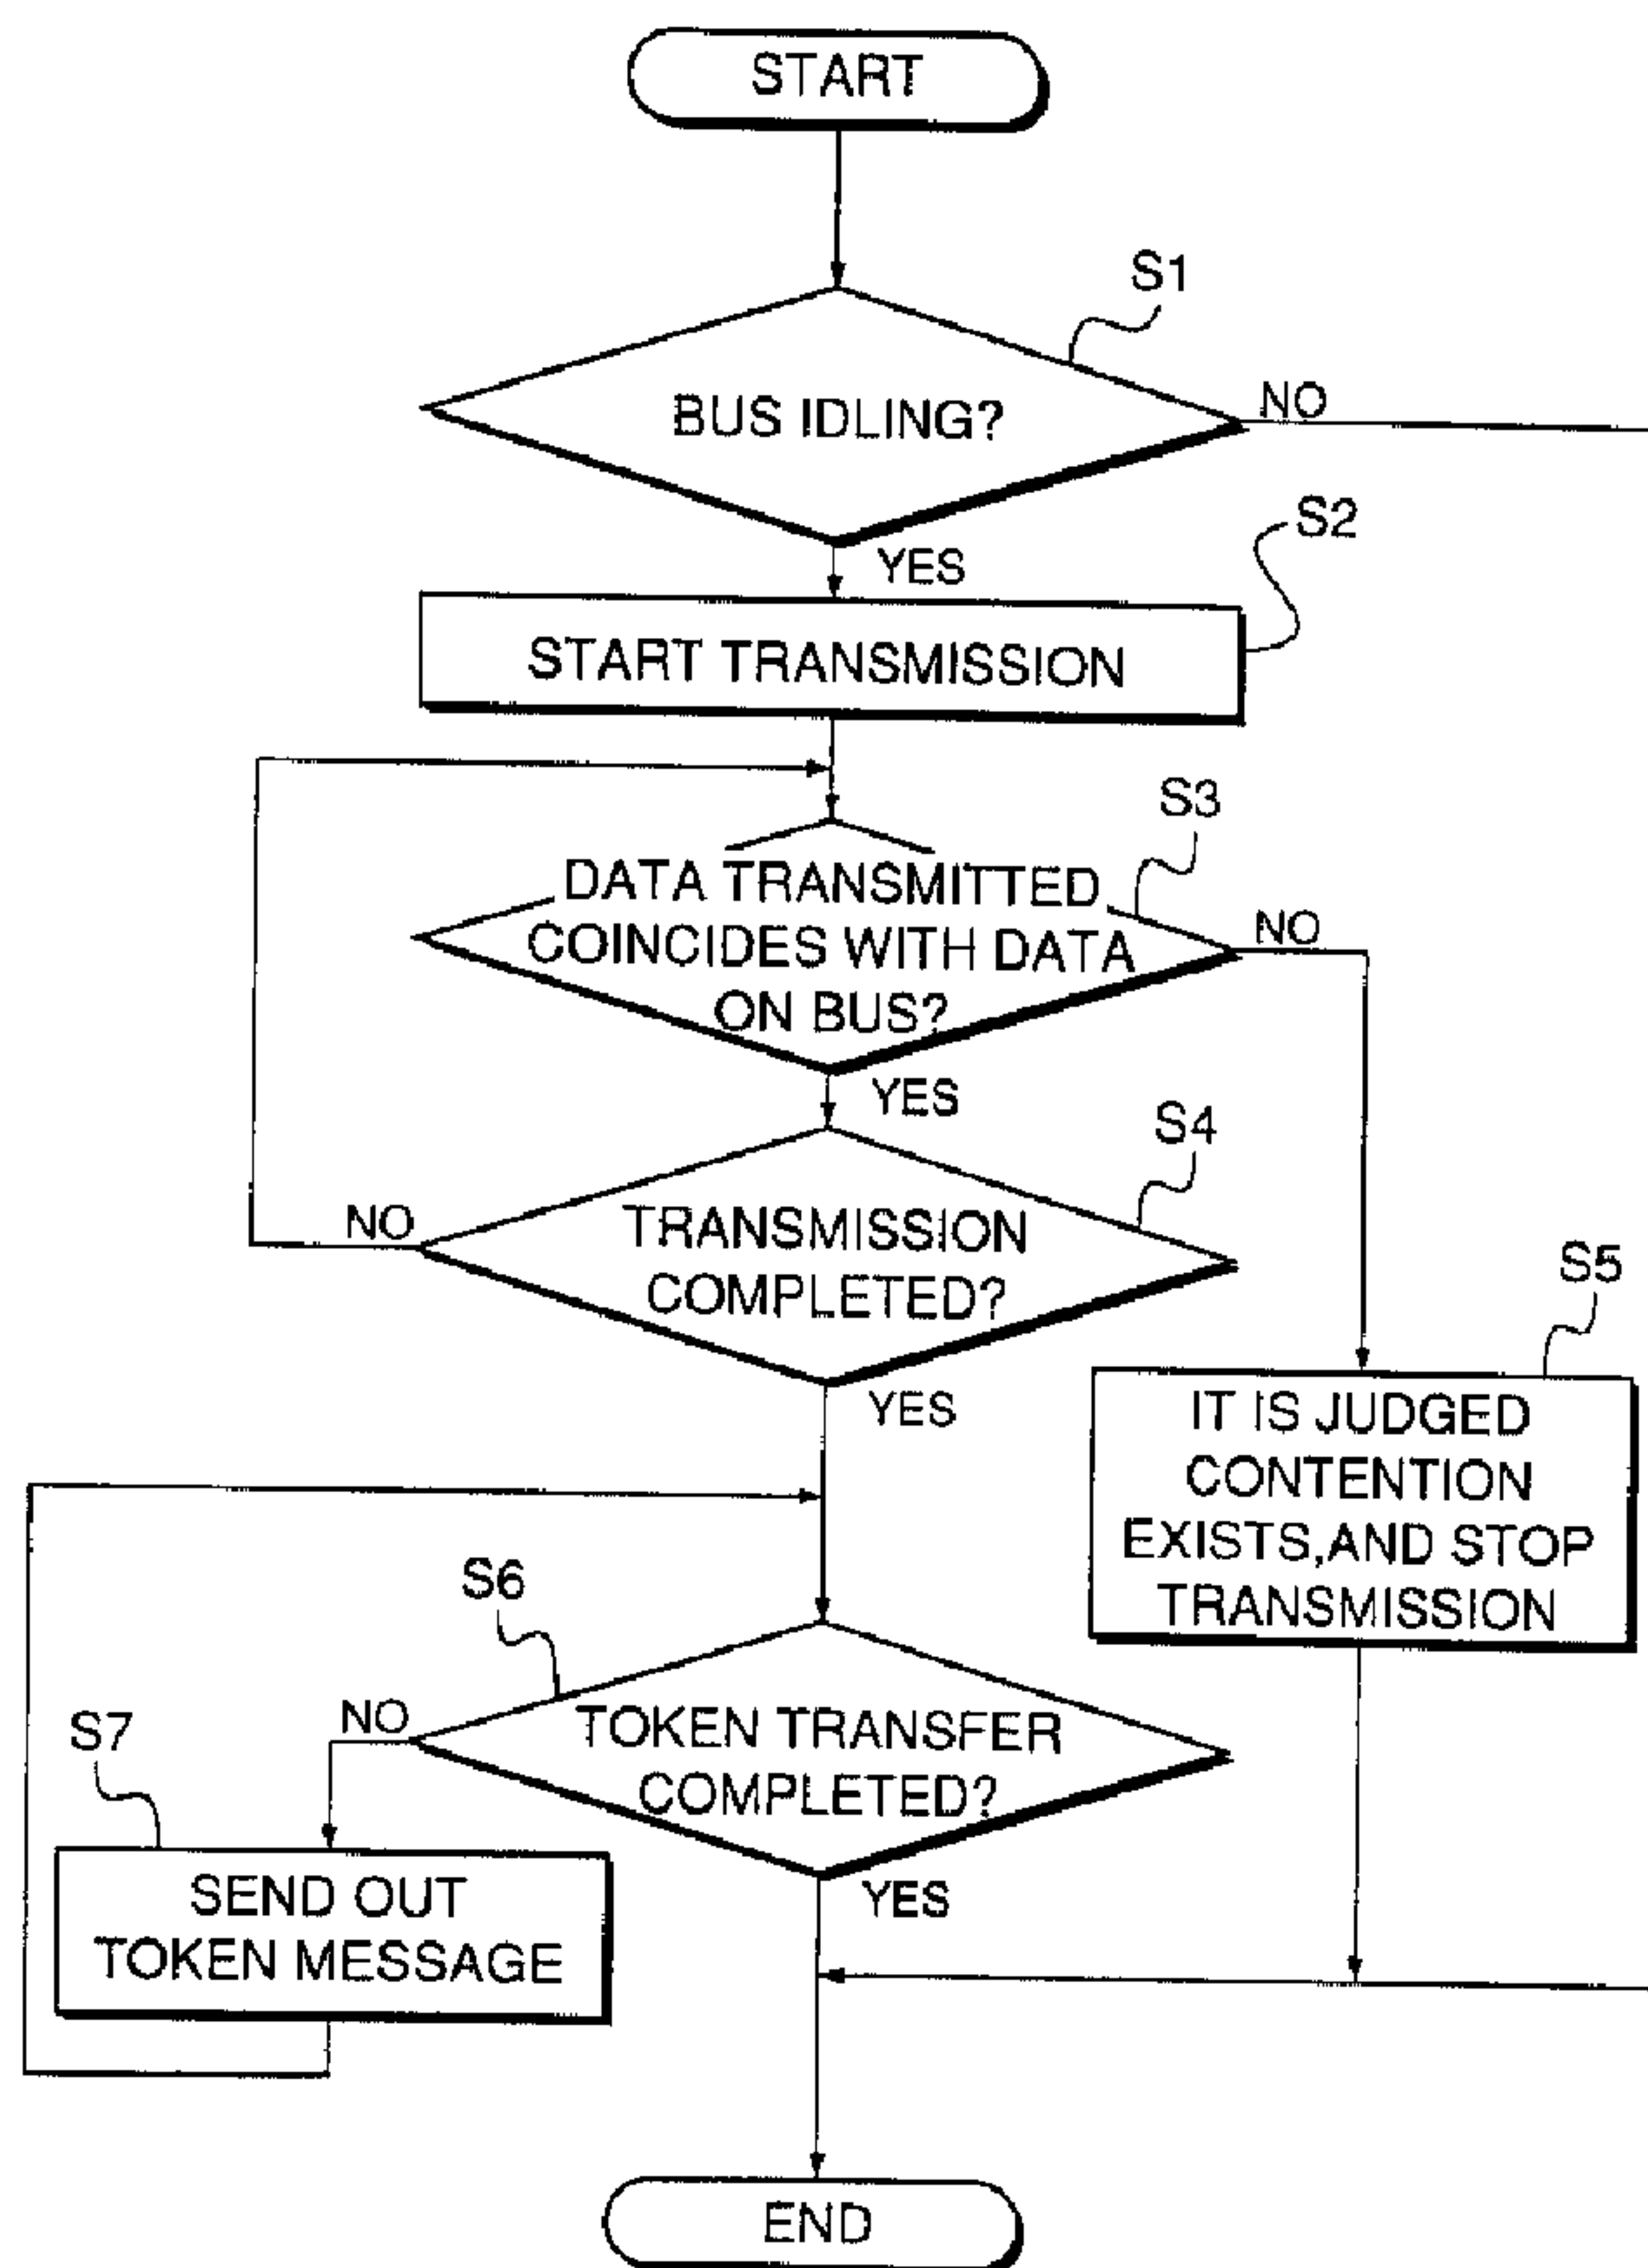 START
S1
BUS IDLING?
NO
S2
YES
START TRANSMISSION
S3
DATA TRANSMITTED
COINCIDES WITH DATA
ON BUS?
NO
YES
S4
NO
TRANSMISSION
COMPLETED?
S5
YES
IT IS JUDGED
CONTENTION
EXISTS,AND STOP
TRANSMISSION
S6
NO
TOKEN TRANSFER
COMPLETED?
S7
YES
SEND OUT
TOKEN MESSAGE
END